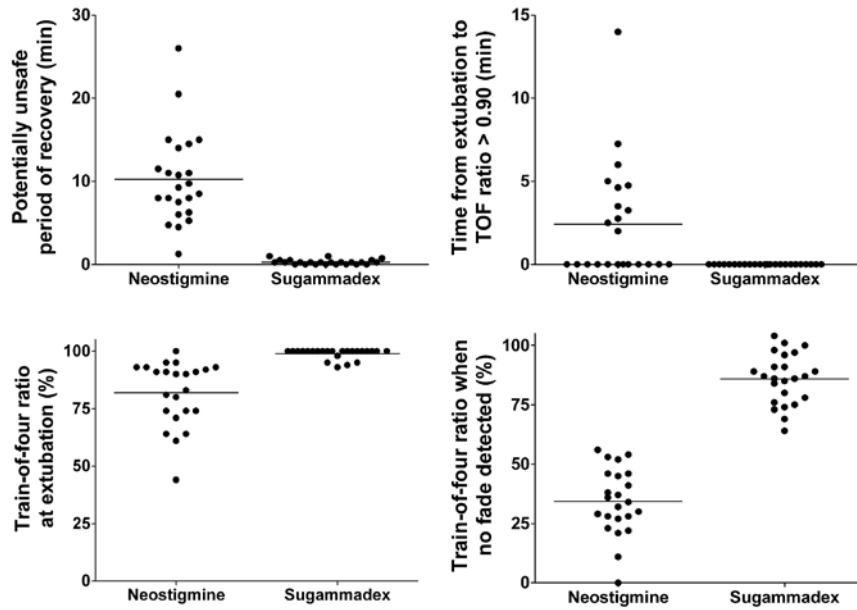 Potentially unsafe
period of recovery (min)
30
20
10
0
Neostigmine Sugammadex
Time from extubation to
TOF ratio > 0.90 (min)
15
10
5
0
Neostigmine Sugammadex
Train-of-four ratio
at extubation (%)
100
75
50
25
0
Neostigmine Sugammadex
Train-of-four ratio when
no fade detected (%)
100
75
50
25
0
Neostigmine Sugammadex